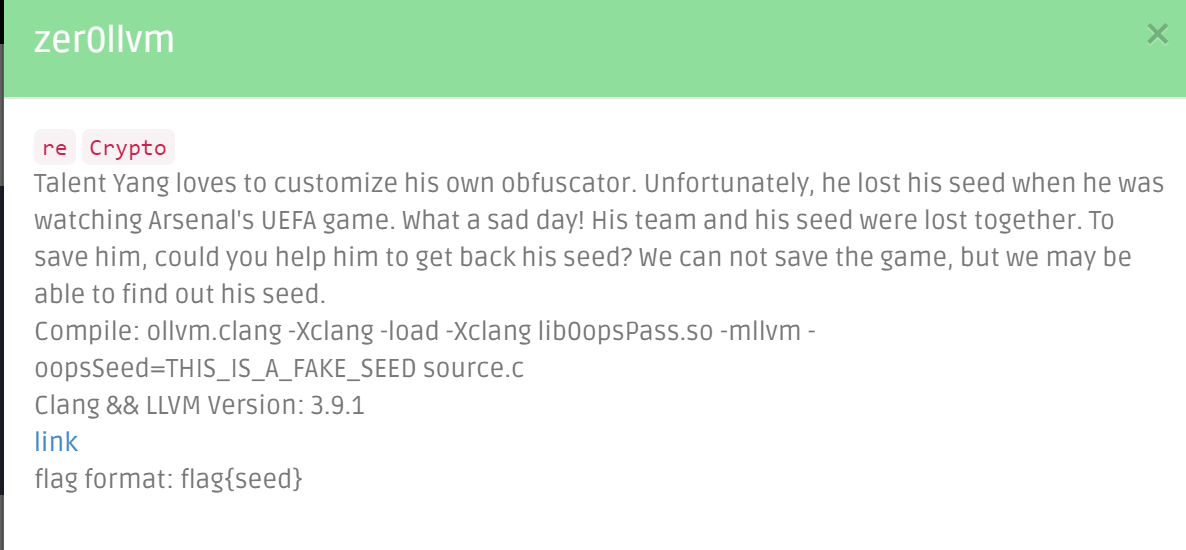 zer0llvm
×
re Crypto
Talent Yang loves to customize his own obfuscator. Unfortunately, he lost his seed when he was
watching Arsenal's UEFA game. What a sad day! His team and his seed were lost together. To
save him, could you help him to get back his seed? We can not save the game, but we may be
able to find out his seed.
Compile: ollvm.clang -Xclang -load -Xclang lib0opsPass.so -mllvm -
oopsSeed=THIS_IS_A_FAKE_SEED source.c
Clang && LLVM Version: 3.9.1
link
flag format: flag{seed}